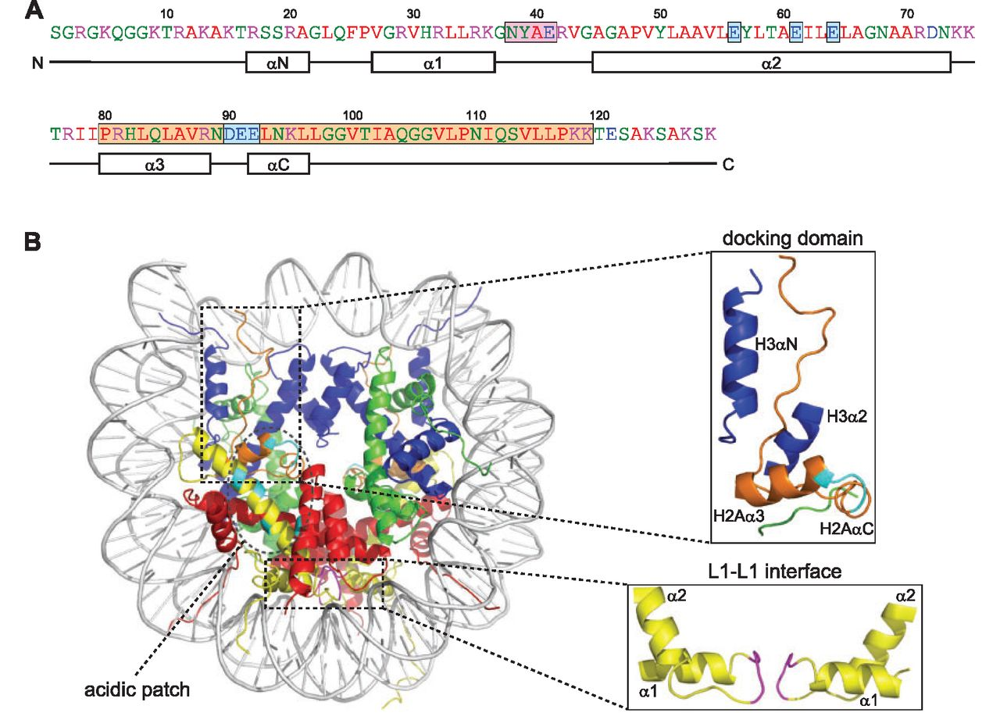 A
10 20 30 40 50 60 70
SGRGKQGGKTRAKAKTRSSRAGLQFPVGRVHRLLRKGNYAERVGAGAPVYLAAVLEYLTAEILELAGNAARDNKK
N αN α1 α2
80 90 100 110 120
TRIIPRHLQLAVRNDEELNKLLGGVTIAQGGVLPNIQSVLLPKKTESAKSAKSK
α3 αC C
B
docking domain
H3αN
H3α2
H2Aα3
H2AαC
L1-L1 interface
α2 α2
α1 α1
acidic patch